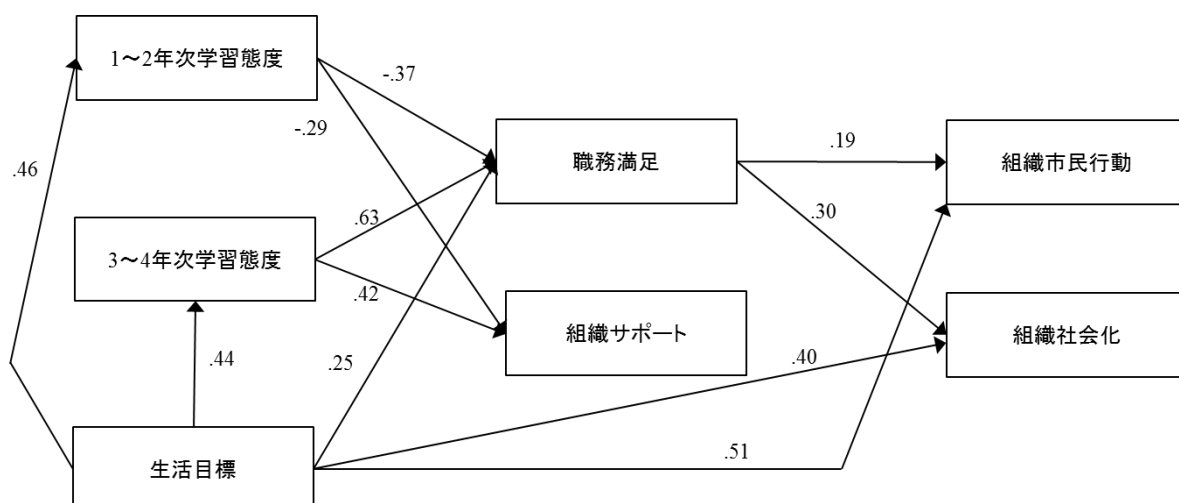 1～2年次学習態度
-.37
-.29
職務満足
.19
組織市民行動
.46
.63
.30
3～4年次学習態度
.42
組織サポート
組織社会化
.44
.25
.40
生活目標
.51